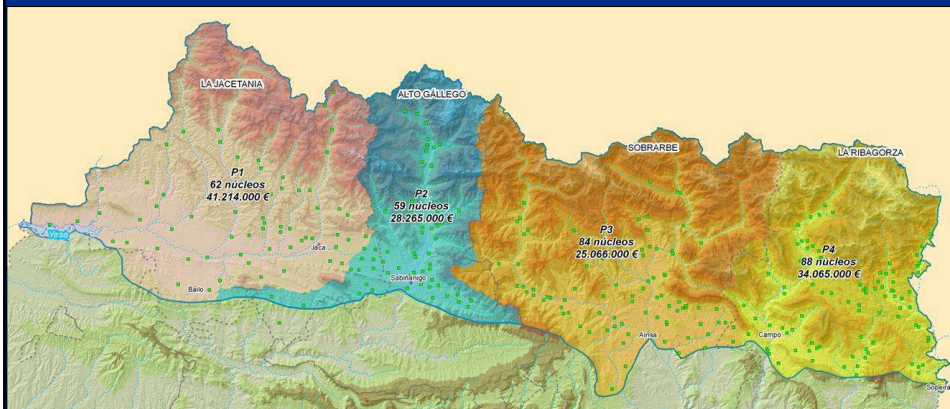 LA JACETANIA
ALTO GÁLLEGO
SOBRARBE
LA RIBAGORZA
P1
62 núcleos
41.214.000 €
P2
59 núcleos
28.265.000 €
P3
84 núcleos
25.066.000 €
P4
88 núcleos
34.065.000 €
Yesa
Jaca
Bailo
Sabiñánigo
Aínsa
Campo
Sopeira